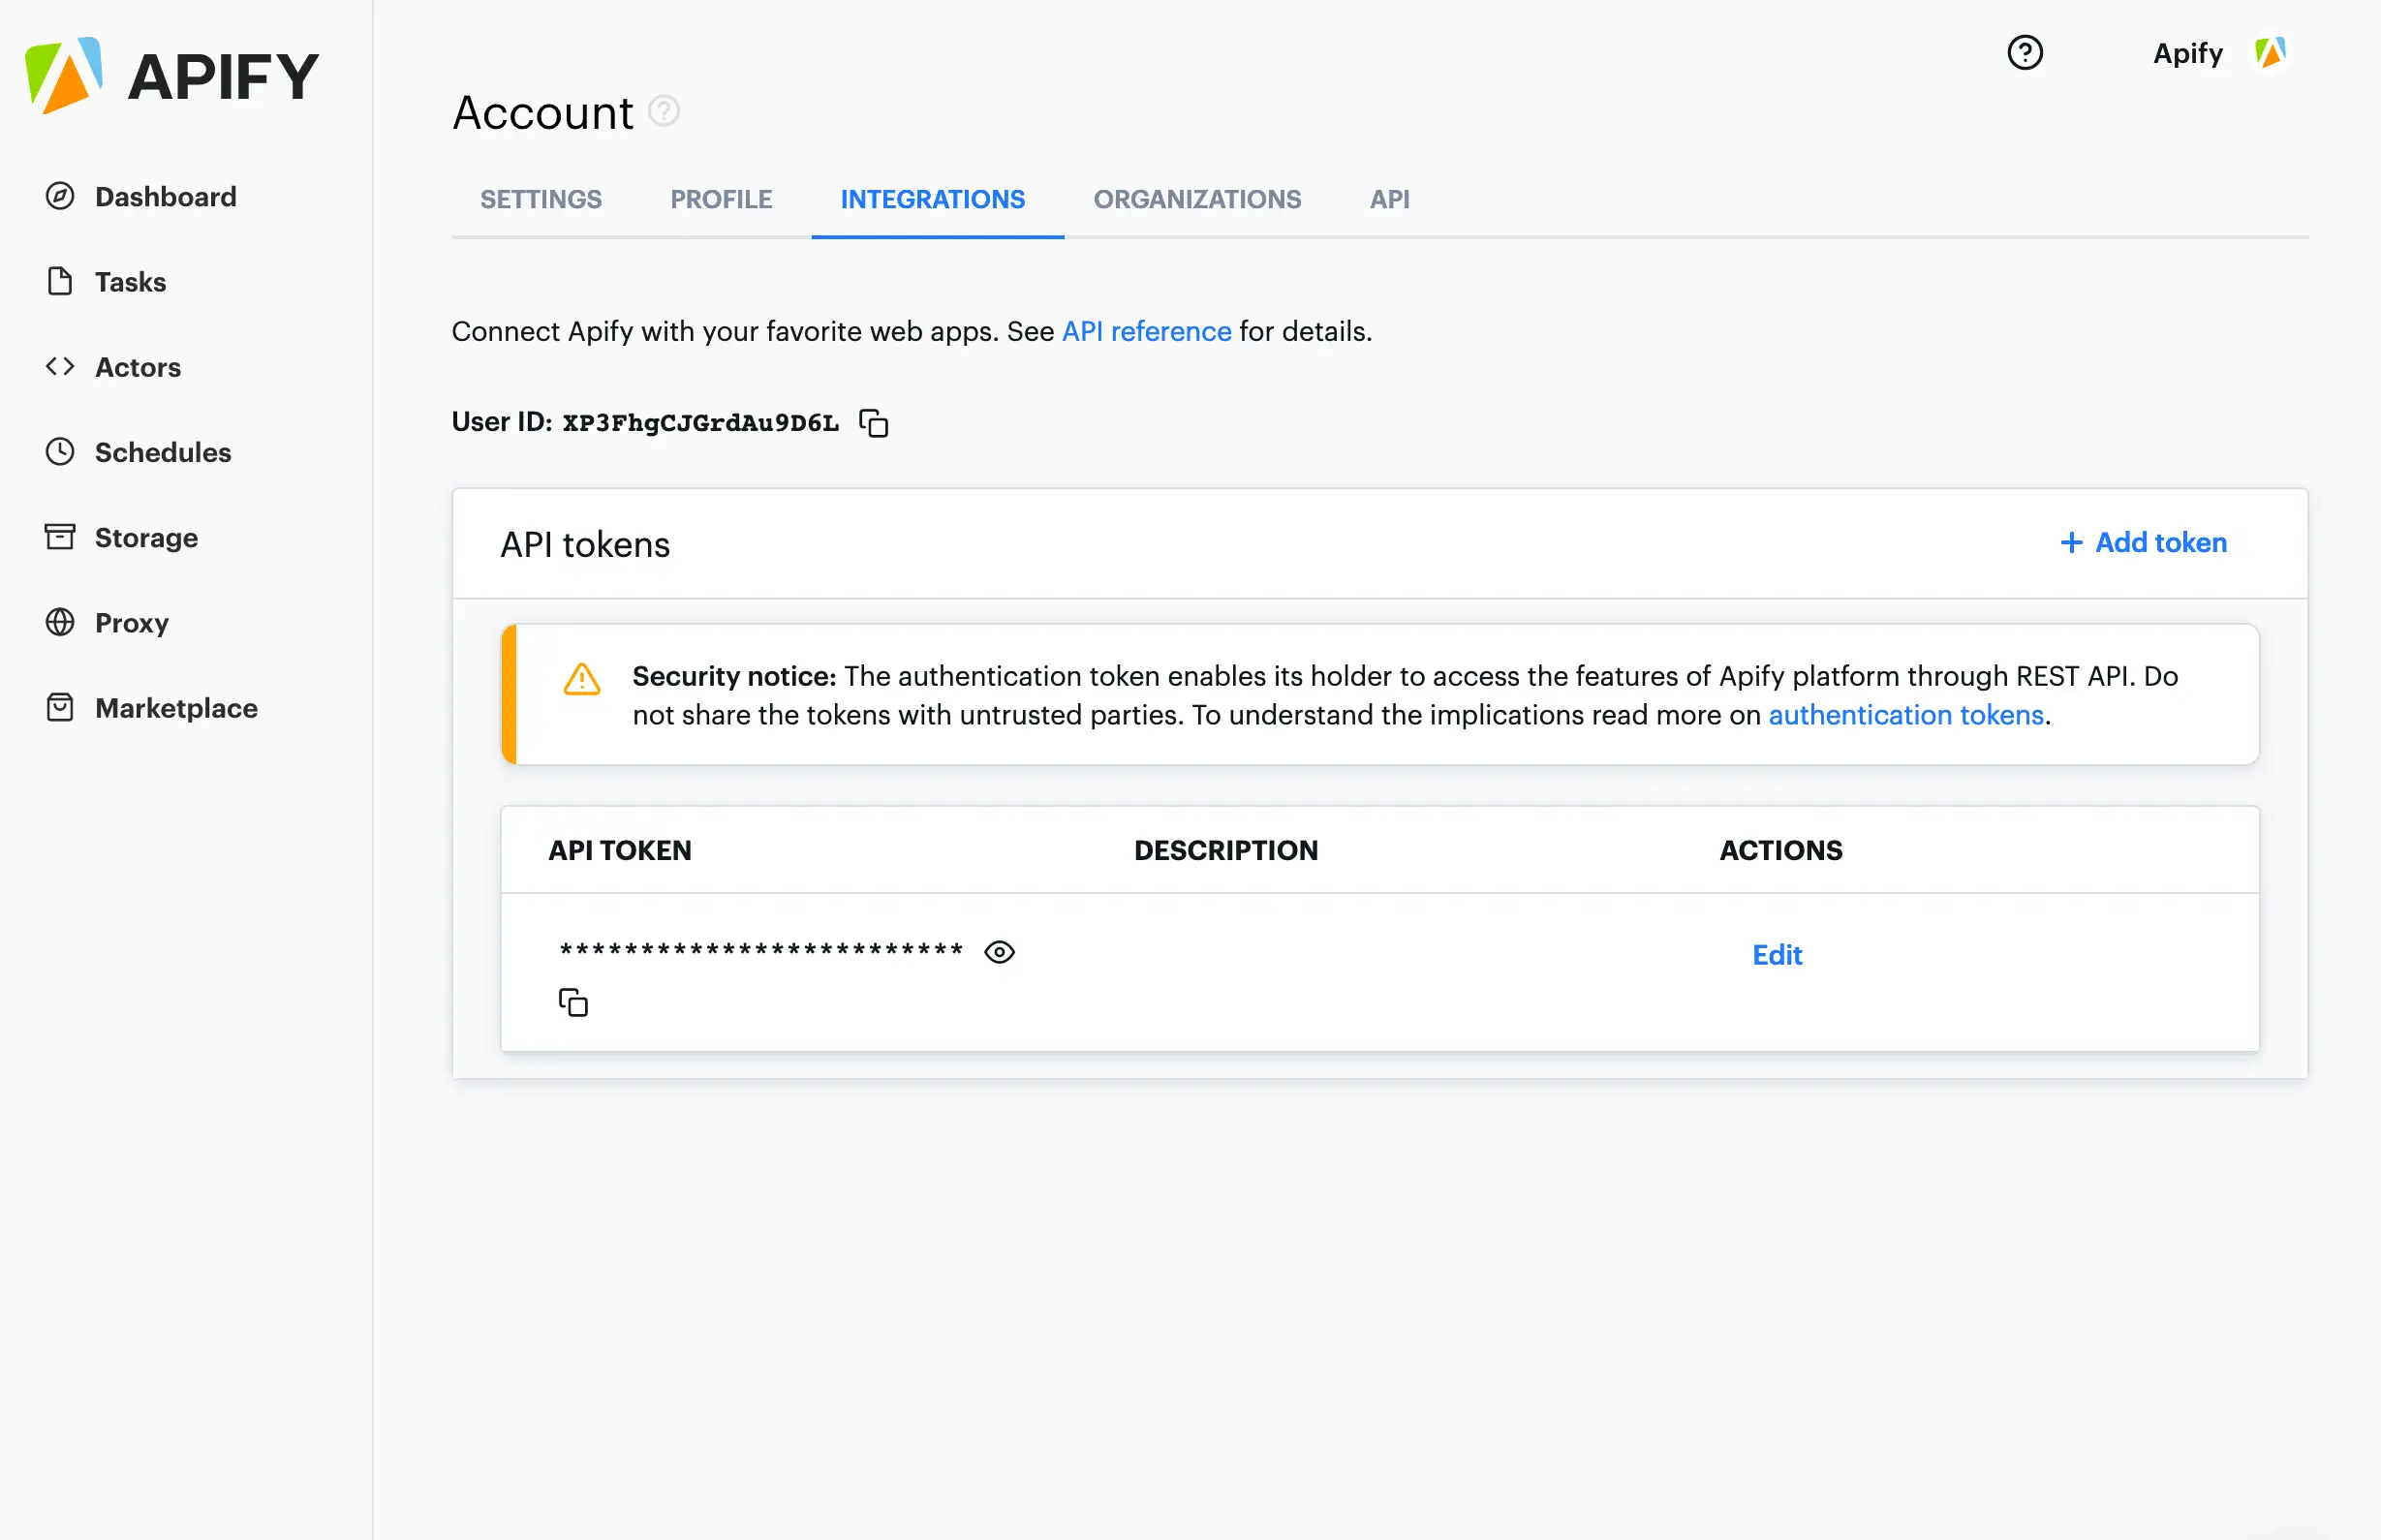 APIFY
Dashboard
Tasks
Actors
Schedules
Storage
Proxy
Marketplace
Apify
Account
SETTINGS PROFILE INTEGRATIONS ORGANIZATIONS API
Connect Apify with your favorite web apps. See API reference for details.
User ID: XP3FhgCJGrdAu9D6L
API tokens
+ Add token
Security notice: The authentication token enables its holder to access the features of Apify platform through REST API. Do
not share the tokens with untrusted parties. To understand the implications read more on authentication tokens.
API TOKEN DESCRIPTION ACTIONS
************************* Edit